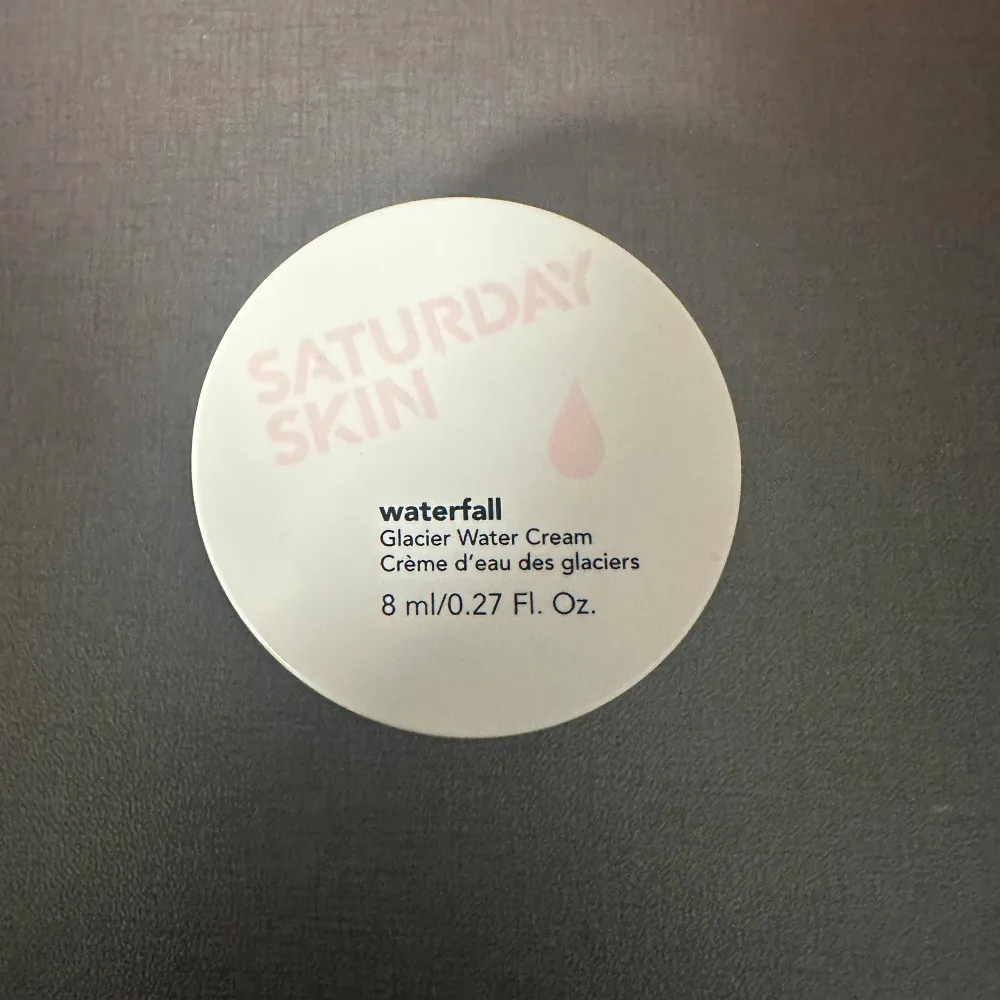 SATURDAY
SKIN
waterfall
Glacier Water Cream
Crème d'eau des glaciers
8 ml/0.27 Fl. Oz.